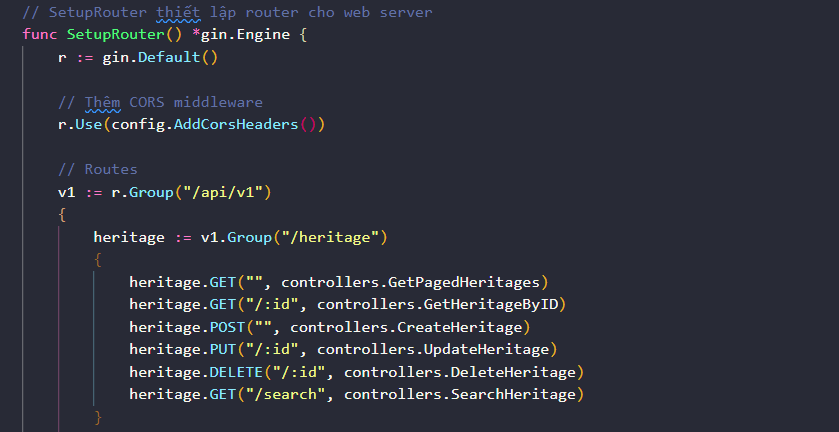 // SetupRouter thiết lập router cho web server
func SetupRouter() *gin.Engine {
r := gin.Default()
// Thêm CORS middleware
r.Use(config.AddCorsHeaders())
// Routes
v1 := r.Group("/api/v1")
{
heritage := v1.Group("/heritage")
{
heritage.GET("", controllers.GetPagedHeritages)
heritage.GET("/:id", controllers.GetHeritageByID)
heritage.POST("", controllers.CreateHeritage)
heritage.PUT("/:id", controllers.UpdateHeritage)
heritage.DELETE("/:id", controllers.DeleteHeritage)
heritage.GET("/search", controllers.SearchHeritage)
}